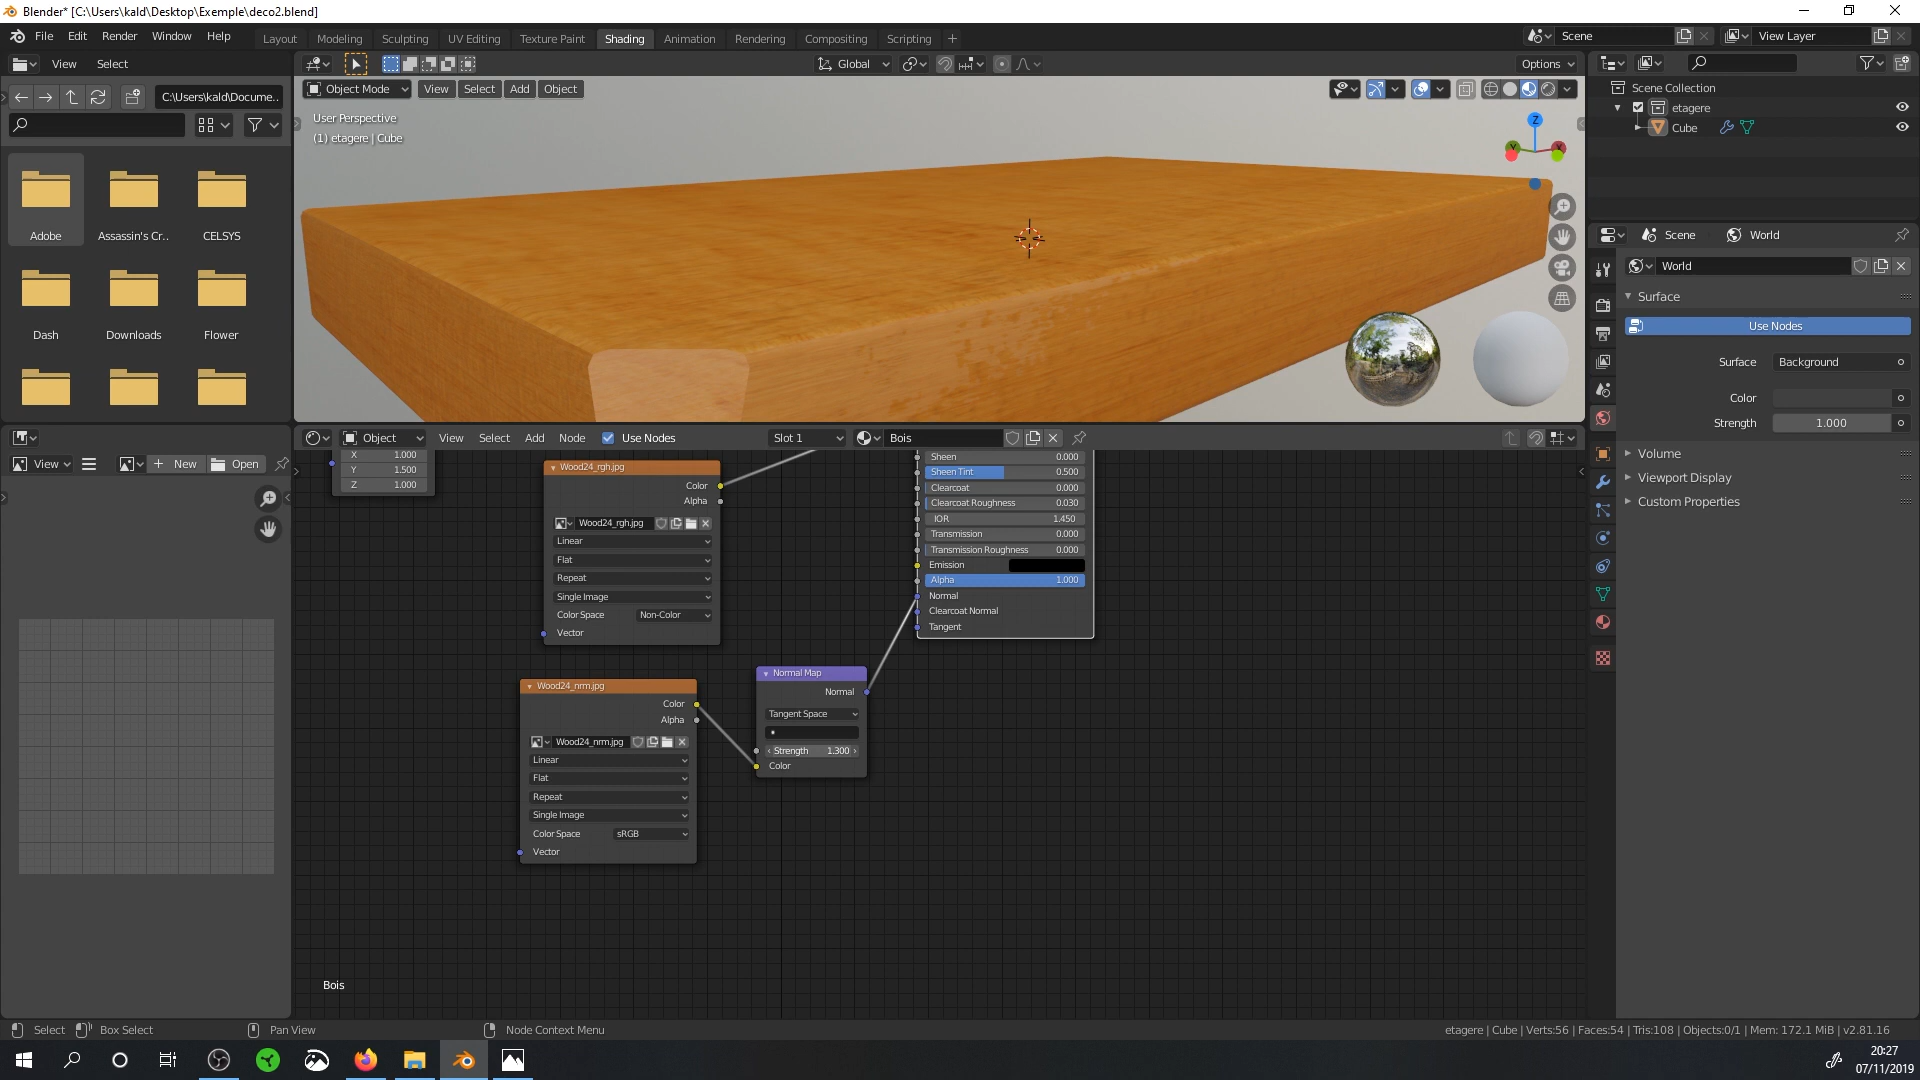 Blender* [C:\Users\kald\Desktop\Exemple\deco2.blend]
File Edit Render Window Help
Layout Modeling Sculpting UV Editing Texture Paint Shading Animation Rendering Compositing Scripting +
Scene
View Layer
View Select
Global
Options
C:\Users\kald\Docume..
Object Mode View Select Add Object
User Perspective
(1) etagere | Cube
Z
Y
X
Adobe
Assassin's Cr..
CELSYS
Dash
Downloads
Flower
Scene Collection
etagere
Cube
Scene World
World
Surface
Use Nodes
Surface Background
Color
Strength 1.000
Volume
Viewport Display
Custom Properties
View
New
Open
Object View Select Add Node Use Nodes
Slot 1
Bois
X 1.000
Y 1.500
Z 1.000
Wood24_rgh.jpg
Color
Alpha
Wood24_rgh.jpg
Linear
Flat
Repeat
Single Image
Color Space Non-Color
Vector
Sheen 0.000
Sheen Tint 0.500
Clearcoat 0.000
Clearcoat Roughness 0.030
IOR 1.450
Transmission 0.000
Transmission Roughness 0.000
Emission
Alpha 1.000
Normal
Clearcoat Normal
Tangent
Wood24_nrm.jpg
Color
Alpha
Wood24_nrm.jpg
Linear
Flat
Repeat
Single Image
Color Space sRGB
Vector
Normal Map
Normal
Tangent Space
Strength 1.300
Color
Bois
Select Box Select Pan View Node Context Menu
etagere | Cube | Verts:56 | Faces:54 | Tris:108 | Objects:0/1 | Mem: 172.1 MiB | v2.81.16
20:27
07/11/2019